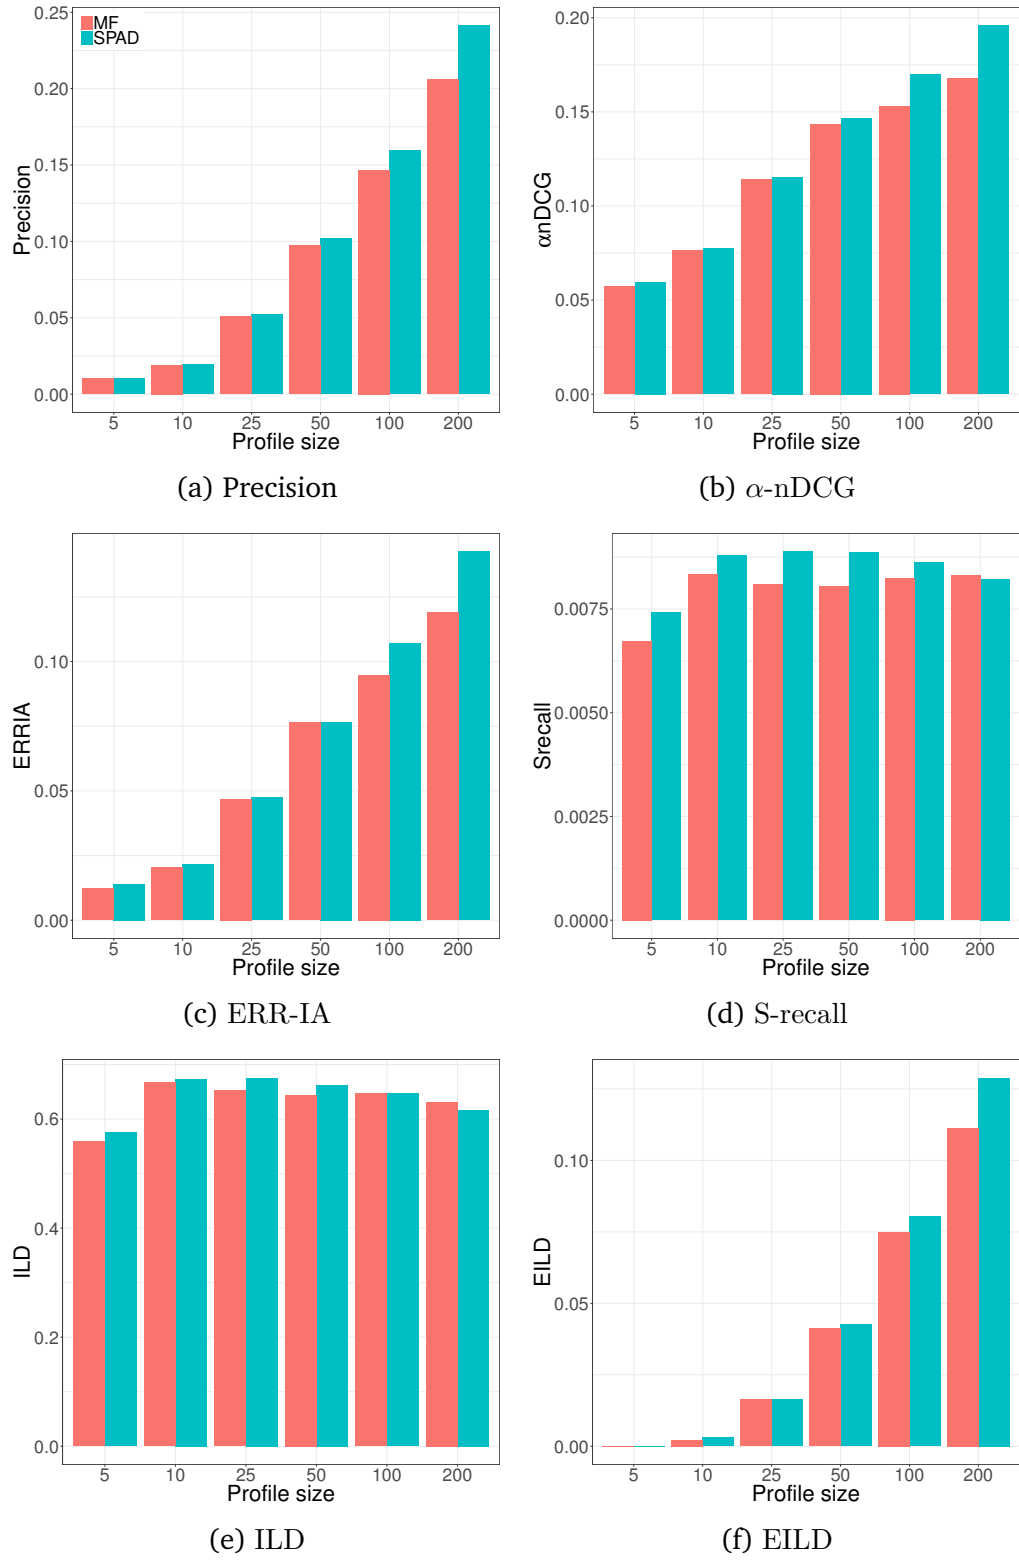 MF
SPAD
0.25
0.20
0.15
0.10
0.05
0.00
Precision
5 10 25 50 100 200
Profile size
(a) Precision
0.20
0.15
0.10
0.05
0.00
αnDCG
5 10 25 50 100 200
Profile size
(b) α-nDCG
0.10
0.05
0.00
ERRIA
5 10 25 50 100 200
Profile size
(c) ERR-IA
0.0075
0.0050
0.0025
0.0000
Srecall
5 10 25 50 100 200
Profile size
(d) S-recall
0.6
0.4
0.2
0.0
ILD
5 10 25 50 100 200
Profile size
(e) ILD
0.10
0.05
0.00
EILD
5 10 25 50 100 200
Profile size
(f) EILD